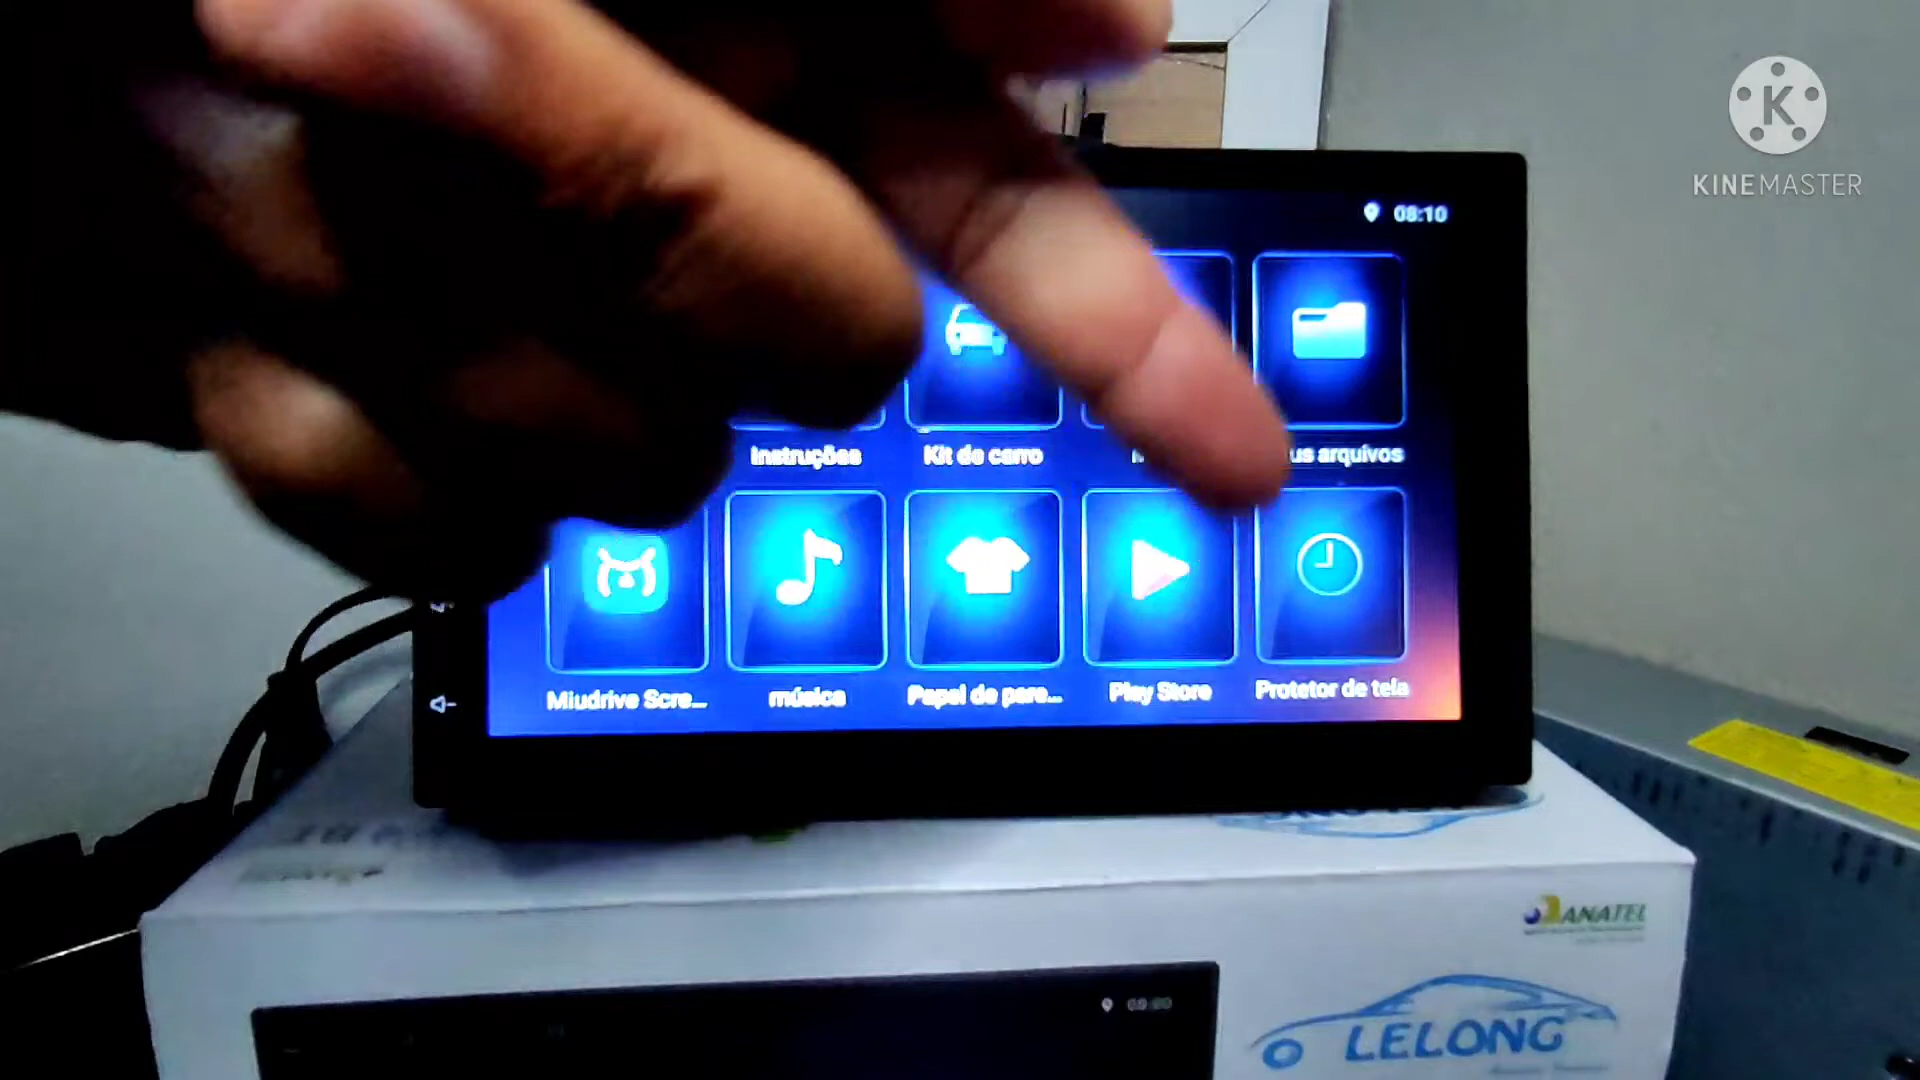 KINEMASTER
08:10
Instruções
Kit de carro
us arquivos
Miudrive Scre...
música
Papel de pare...
Play Store
Protetor de tela
ANATEL
LELONG